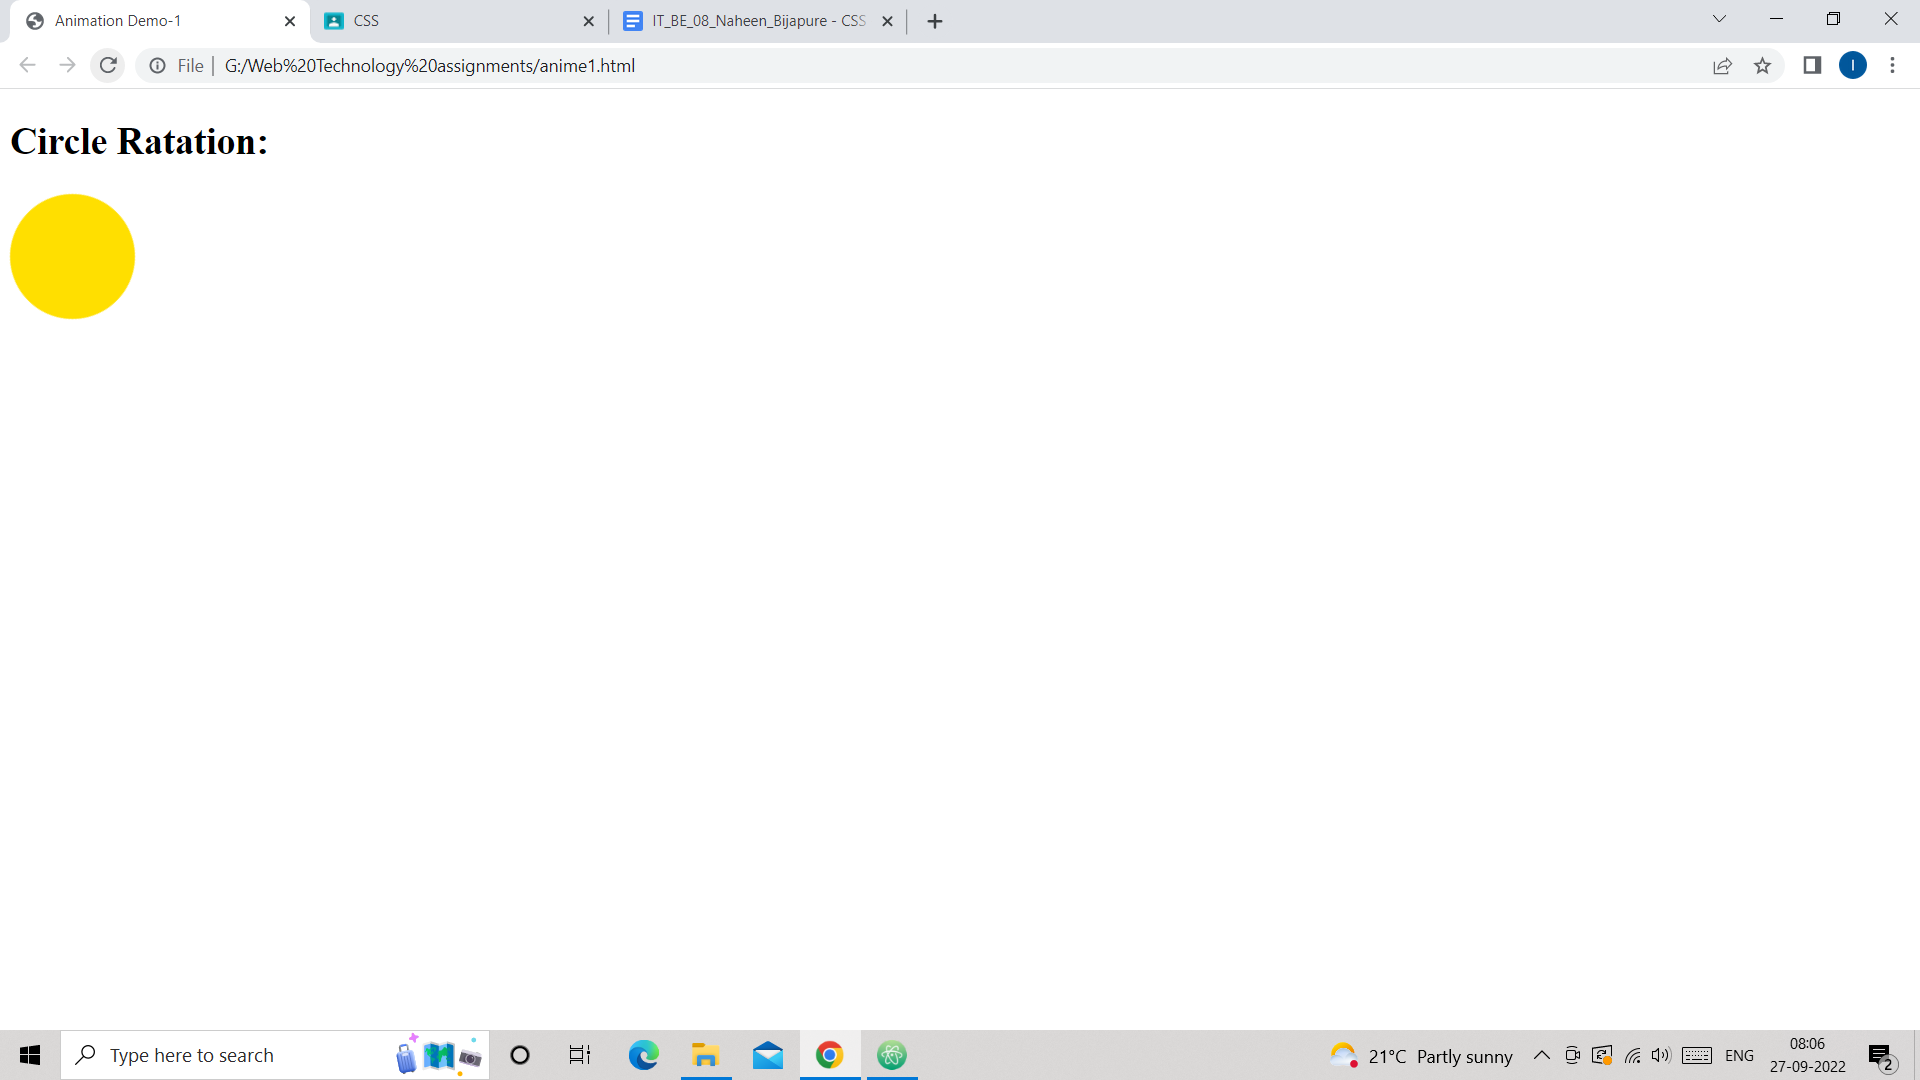 Animation Demo-1
CSS
IT_BE_08_Naheen_Bijapure - CSS
File
G:/Web%20Technology%20assignments/anime1.html
I
Circle Ratation:
Type here to search
21°C Partly sunny
ENG
08:06
27-09-2022
2